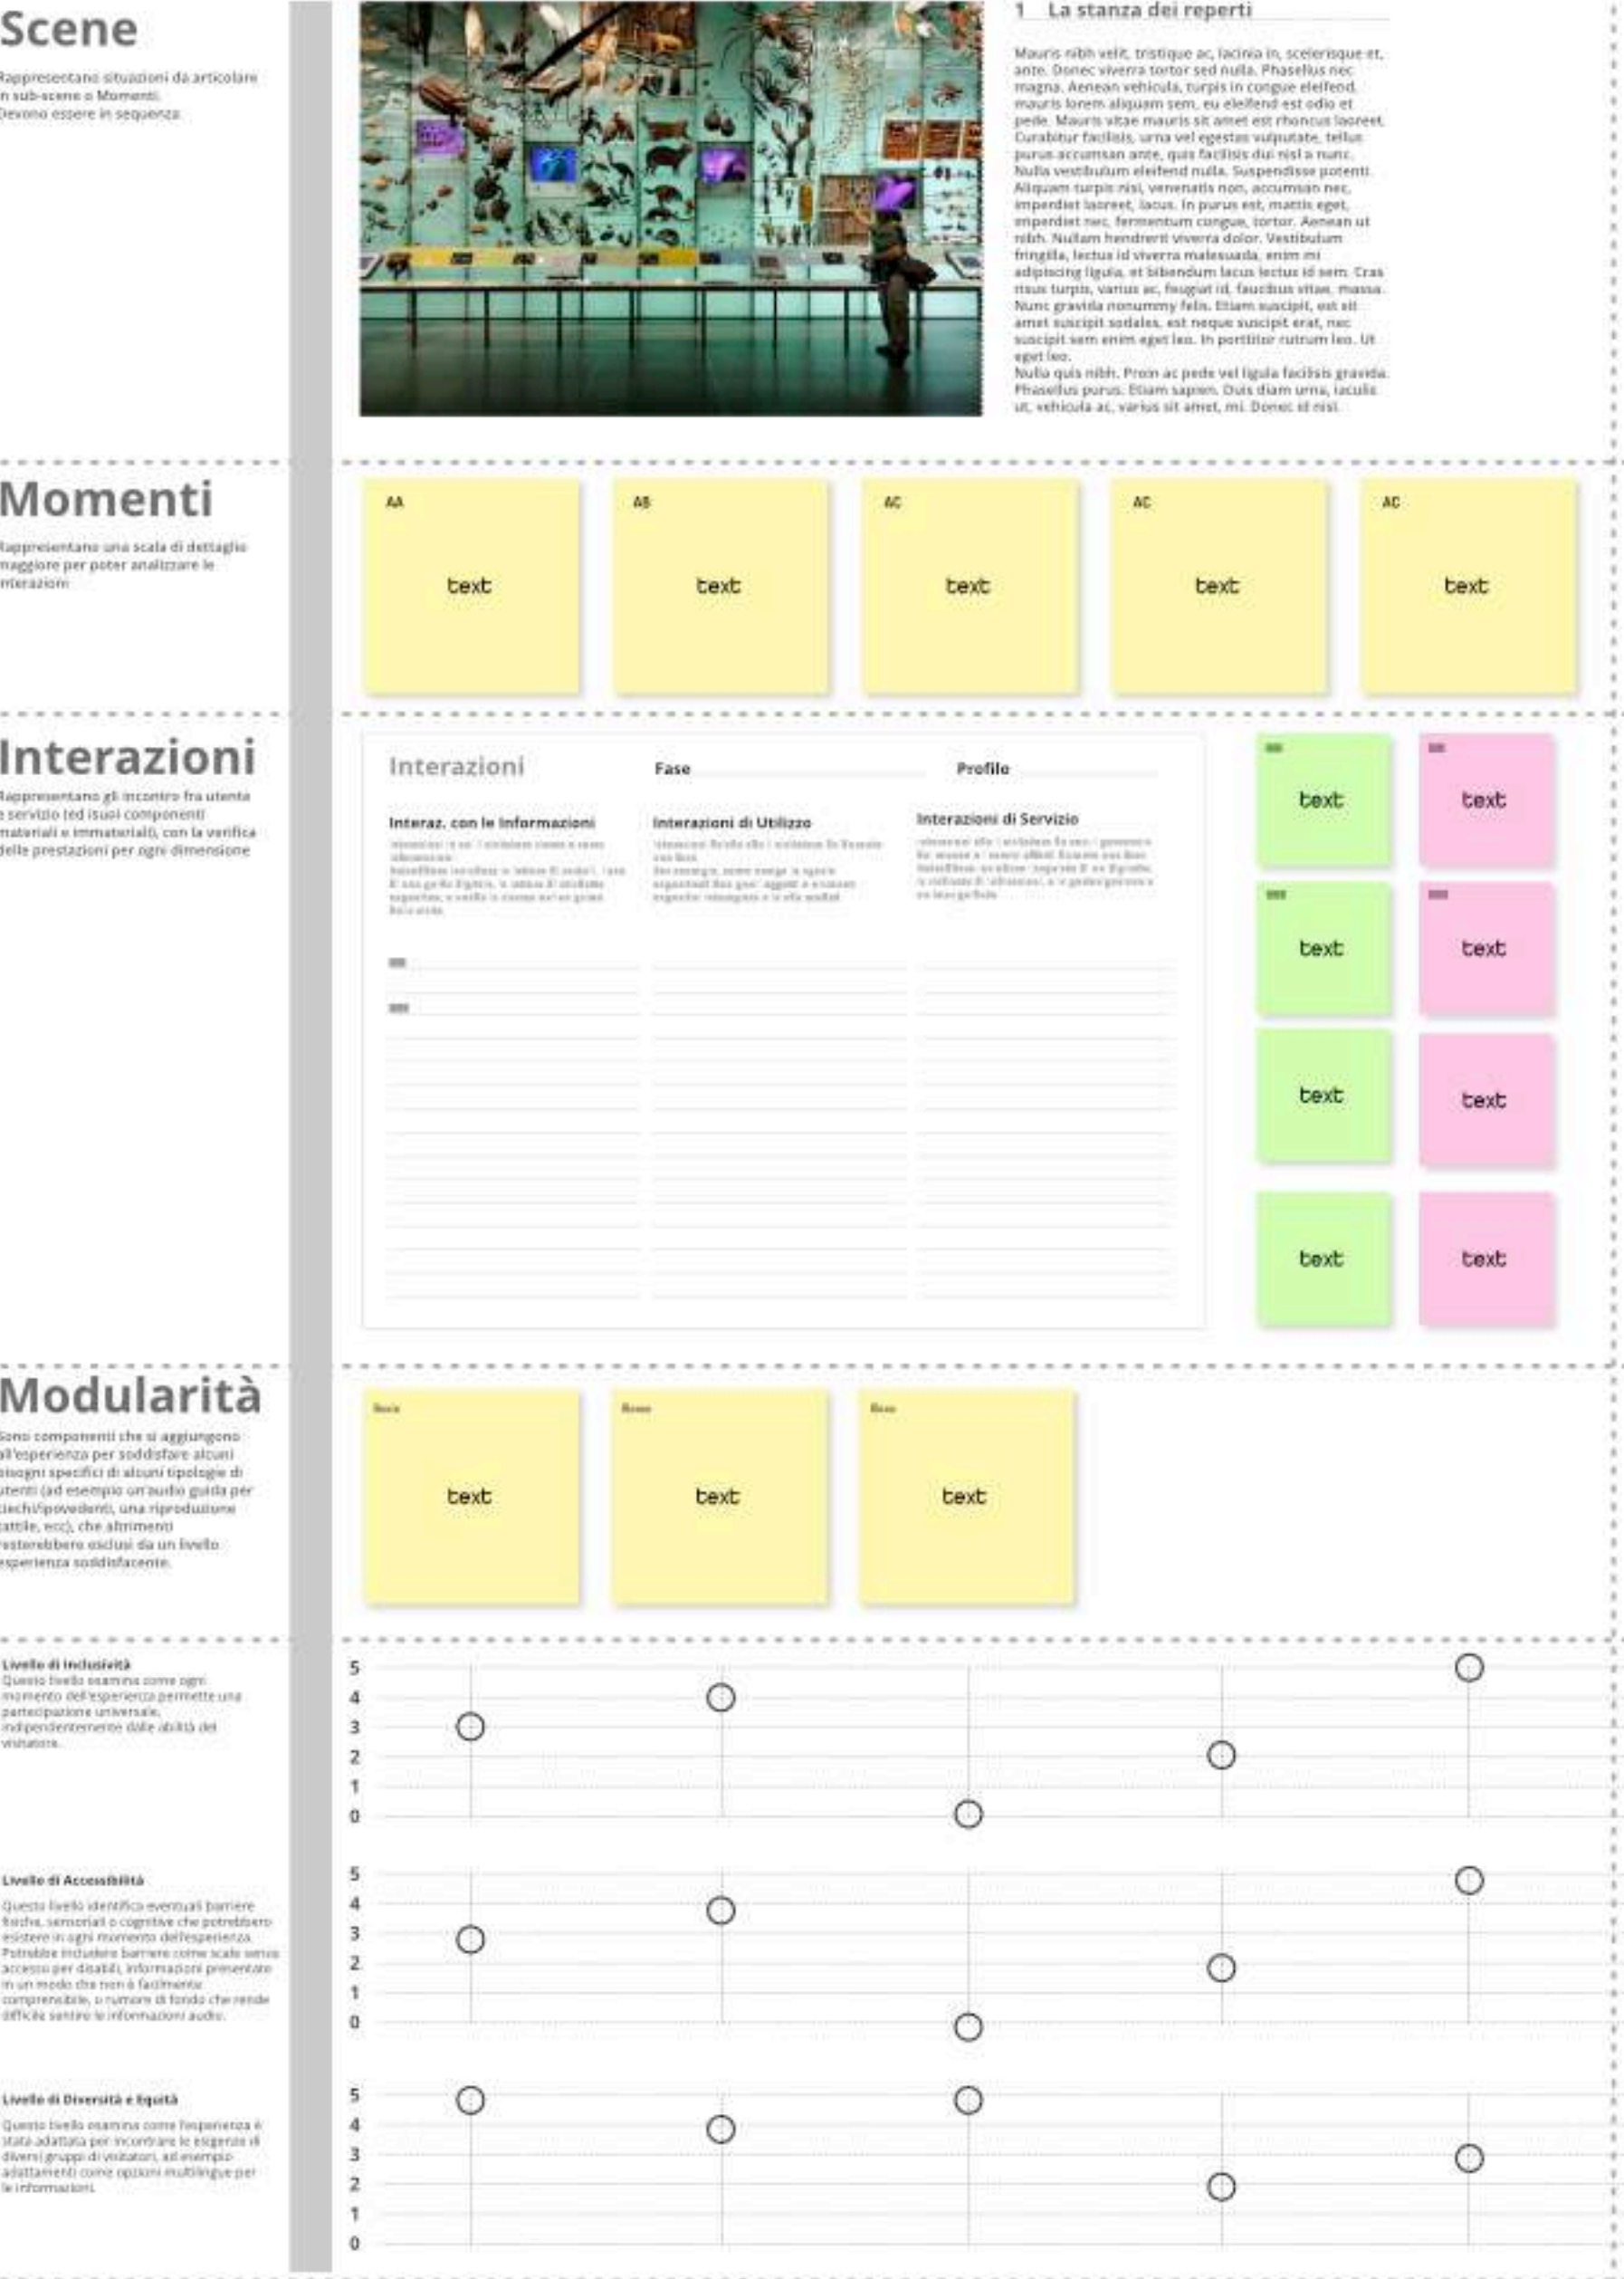 Scene
Rappresentano situazioni da articolare
in sub-scene o Momenti.
Devono essere in sequenza
1 La stanza dei reperti
Mauris nibh velit, tristique ac, lacinia in, scelerisque et,
ante. Donec viverra tortor sed nulla. Phasellus nec
magna. Aenean vehicula, turpis in congue eleifend,
mauris lorem aliquam sem, eu eleifend est odio et
pede. Mauris vitae mauris sit amet est rhoncus laoreet.
Curabitur facilisis, urna vel egestas vulputate, tellus
purus accumsan ante, quis facilisis dui nisl a nunc.
Nulla vestibulum eleifend nulla. Suspendisse potenti.
Aliquam turpis nisi, venenatis non, accumsan nec,
imperdiet laoreet, lacus. In purus est, mattis eget,
imperdiet nec, fermentum congue, tortor. Aenean ut
nibh. Nullam hendrerit viverra dolor. Vestibulum
fringilla, lectus id viverra malesuada, enim mi
adipiscing ligula, et bibendum lacus lectus id sem. Cras
risus turpis, varius ac, feugiat id, faucibus vitae, massa.
Nunc gravida nonummy felis. Etiam suscipit, est sit
amet suscipit sodales, est neque suscipit erat, nec
suscipit sem enim eget leo. In porttitor rutrum leo. Ut
eget leo.
Nulla quis nibh. Proin ac pede vel ligula facilisis gravida.
Phasellus purus. Etiam sapien. Duis diam urna, iaculis
ut, vehicula ac, varius sit amet, mi. Donec id nisl.
Momenti
Rappresentano una scala di dettaglio
maggiore per poter analizzare le
interazioni
AA
AB
AC
AC
AC
text
text
text
text
text
Interazioni
Rappresentano gli incontro fra utente
e servizio (ed isuoi componenti
materiali e immateriali), con la verifica
delle prestazioni per ogni dimensione
Interazioni
Fase
Profilo
Interaz. con le Informazioni
Interazioni di Utilizzo
Interazioni di Servizio
text
text
text
text
text
text
text
text
Modularità
Sono componenti che si aggiungono
all'esperienza per soddisfare alcuni
bisogni specifici di alcuni tipologie di
utenti (ad esempio un'audio guida per
ciechi/ipovedenti, una riproduzione
tattile, ecc), che altrimenti
resterebbero esclusi da un livello
esperienza soddisfacente.
text
text
text
Livello di Inclusività
Questo livello esamina come ogni
momento dell'esperienza permette una
partecipazione universale,
indipendentemente dalle abilità del
visitatore.
5
4
3
2
1
0
Livello di Accessibilità
Questo livello identifica eventuali barriere
fisiche, sensoriali o cognitive che potrebbero
esistere in ogni momento dell'esperienza.
Potrebbe includere barriere come scale senza
accesso per disabili, informazioni presentate
in un modo che non è facilmente
comprensibile, o rumore di fondo che rende
difficile sentire le informazioni audio.
5
4
3
2
1
0
Livello di Diversità e Equità
Questo livello esamina come l'esperienza è
stata adattata per incontrare le esigenze di
diversi gruppi di visitatori, ad esempio
adattamenti come opzioni multilingue per
le informazioni.
5
4
3
2
1
0